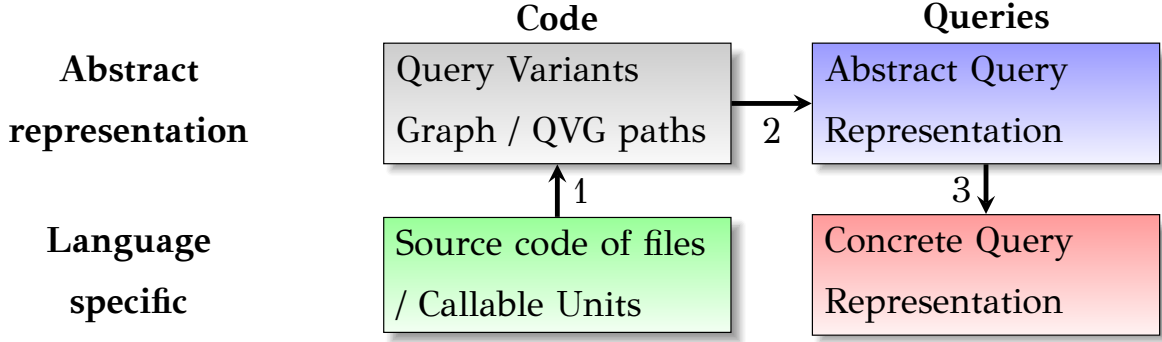 Code
Queries
Abstract
representation
Query Variants
Graph / QVG paths
2
Abstract Query
Representation
1
3
Language
specific
Source code of files
/ Callable Units
Concrete Query
Representation